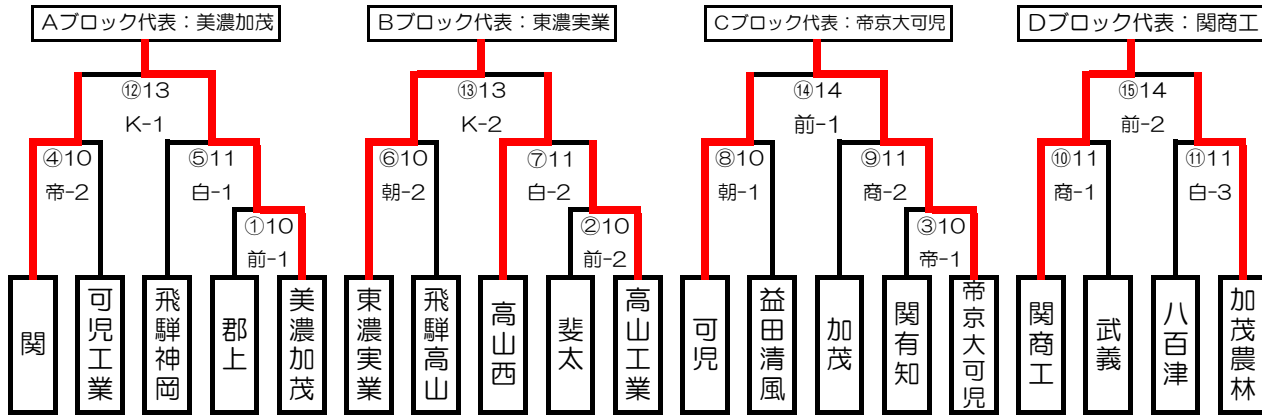 Aブロック代表：美濃加茂
Bブロック代表：東濃実業
Cブロック代表：帝京大可児
Dブロック代表：関商工
⑫13
K-1
⑬13
K-2
⑭14
前-1
⑮14
前-2
④10
帝-2
⑤11
白-1
⑥10
朝-2
⑦11
白-2
⑧10
朝-1
⑨11
商-2
⑩11
商-1
⑪11
白-3
①10
前-1
②10
前-2
③10
帝-1
関
可児工業
飛騨神岡
郡上
美濃加茂
東濃実業
飛騨高山
高山西
斐太
高山工業
可児
益田清風
加茂
関有知
帝京大可児
関商工
武義
八百津
加茂農林